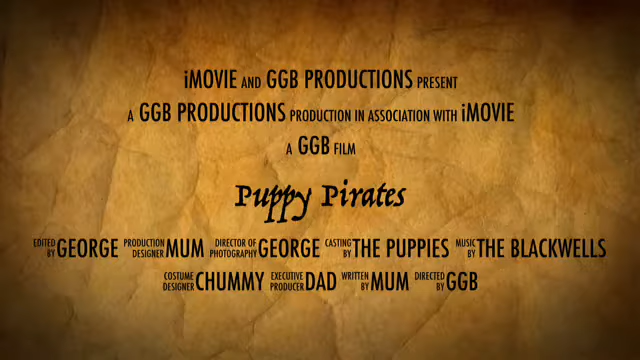 iMOVIE AND GGB PRODUCTIONS PRESENT
A GGB PRODUCTIONS PRODUCTION IN ASSOCIATION WITH iMOVIE
A GGB FILM
Puppy Pirates
EDITED BY GEORGE PRODUCTION DESIGNER MUM DIRECTOR OF PHOTOGRAPHY GEORGE CASTING BY THE PUPPIES MUSIC BY THE BLACKWELLS
COSTUME DESIGNER CHUMMY EXECUTIVE PRODUCER DAD WRITTEN BY MUM DIRECTED BY GGB